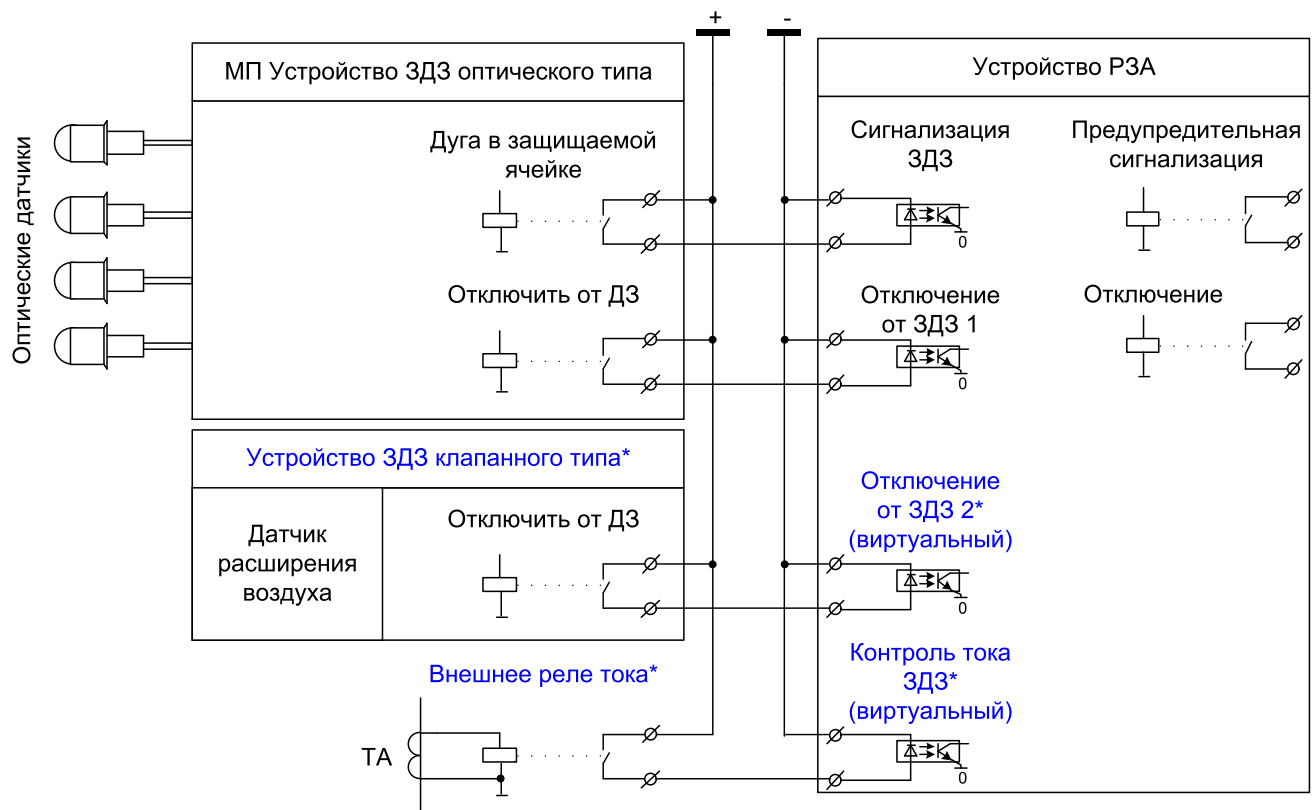 + -
МП Устройство ЗДЗ оптического типа
Устройство РЗА
Оптические датчики
Дуга в защищаемой
ячейке
Сигнализация
ЗДЗ
Предупредительная
сигнализация
0
Отключить от ДЗ
Отключение
от ЗДЗ 1
Отключение
0
Устройство ЗДЗ клапанного типа*
Датчик
расширения
воздуха
Отключить от ДЗ
Отключение
от ЗДЗ 2*
(виртуальный)
0
Внешнее реле тока*
Контроль тока
ЗДЗ*
(виртуальный)
ТА
0